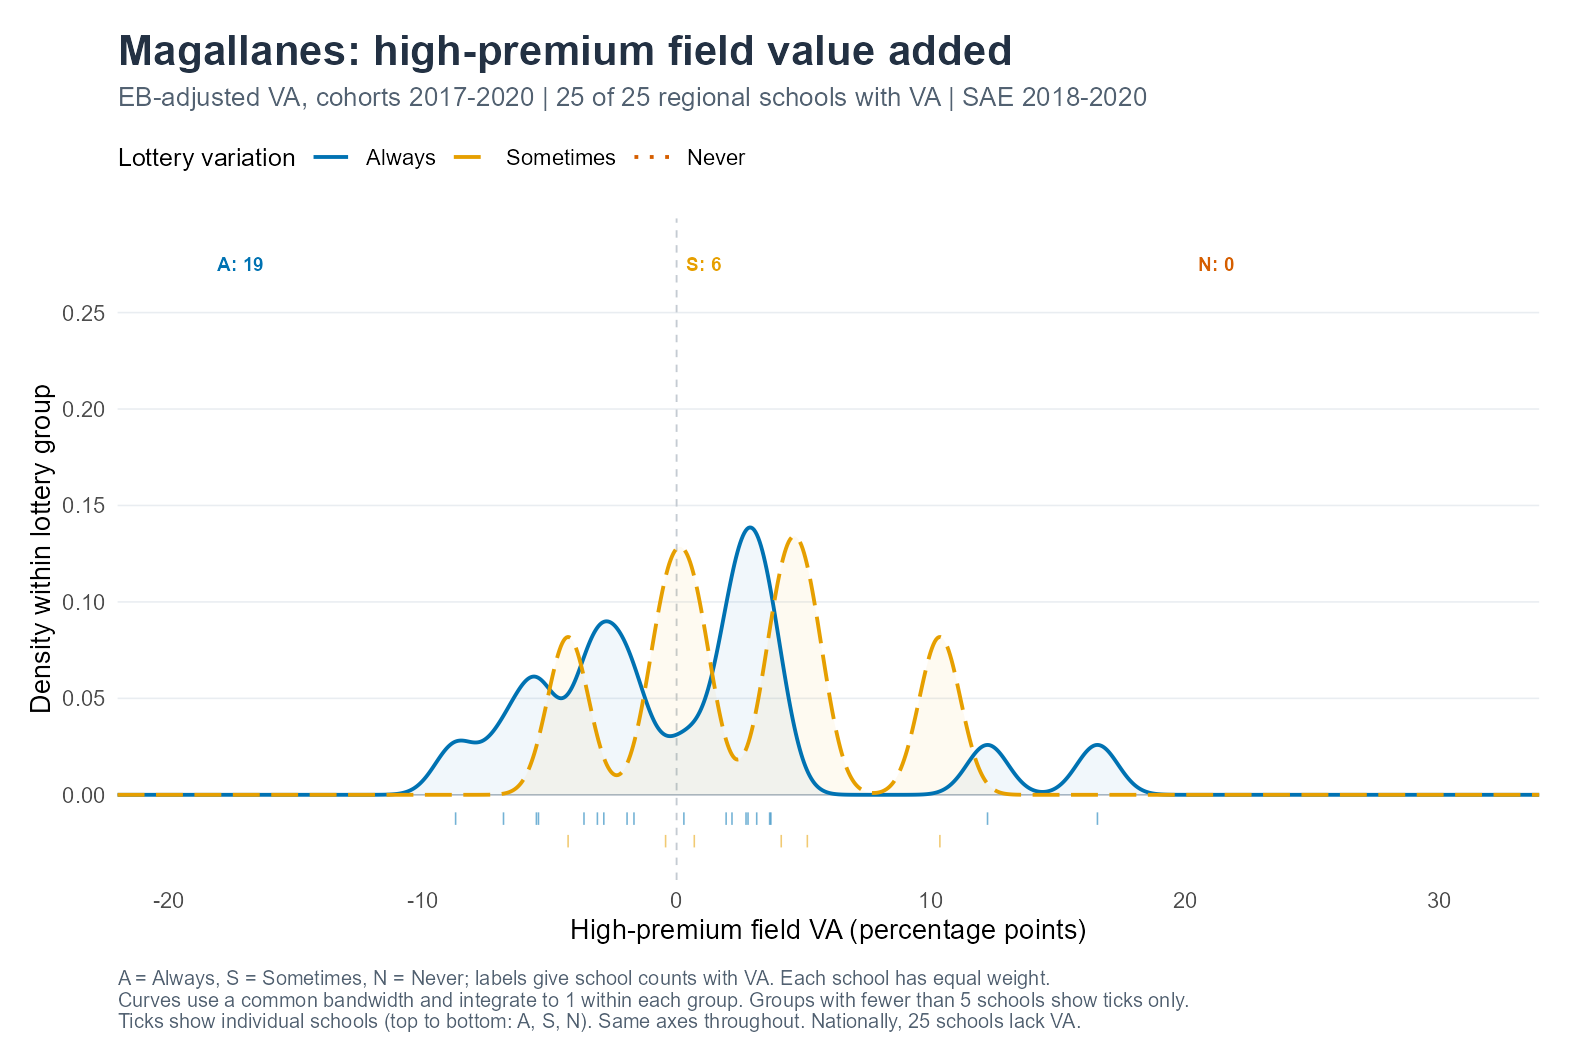 Magallanes: high-premium field value added
EB-adjusted VA, cohorts 2017-2020 | 25 of 25 regional schools with VA | SAE 2018-2020
Lottery variation Always Sometimes Never
A: 19 S: 6 N: 0
Density within lottery group
0.25
0.20
0.15
0.10
0.05
0.00
-20 -10 0 10 20 30
High-premium field VA (percentage points)
A = Always, S = Sometimes, N = Never; labels give school counts with VA. Each school has equal weight.
Curves use a common bandwidth and integrate to 1 within each group. Groups with fewer than 5 schools show ticks only.
Ticks show individual schools (top to bottom: A, S, N). Same axes throughout. Nationally, 25 schools lack VA.